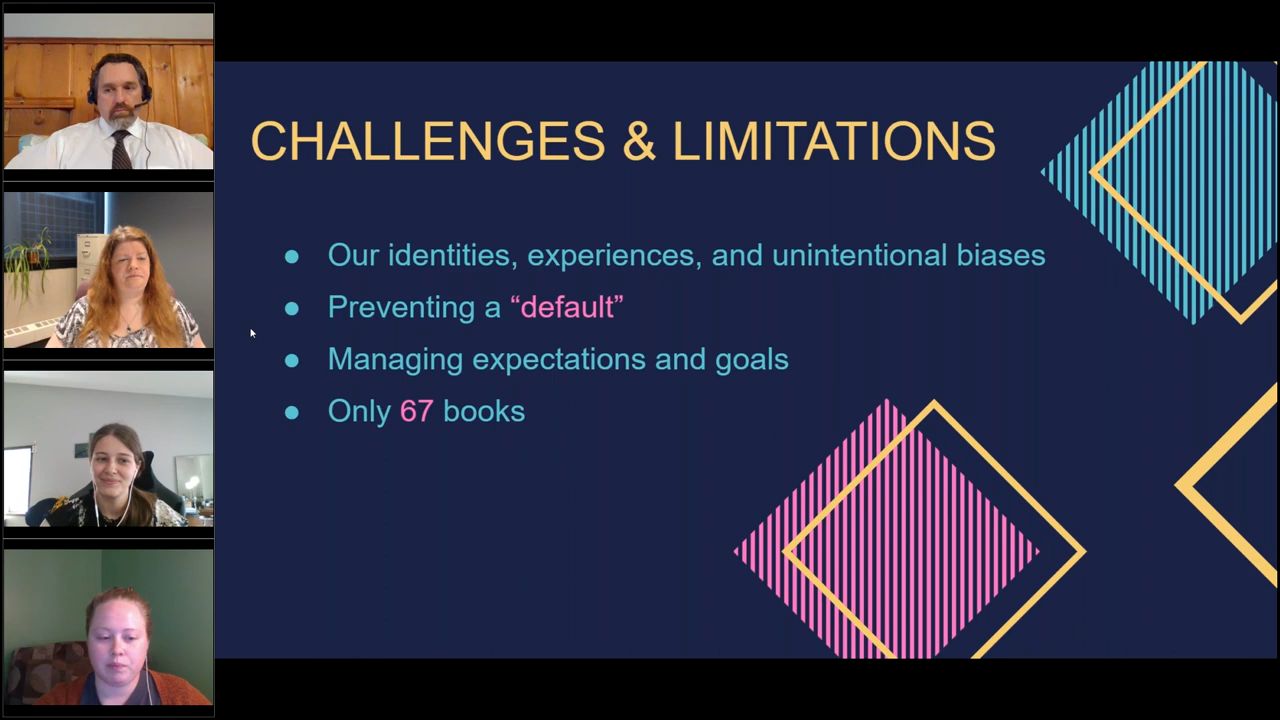 CHALLENGES & LIMITATIONS
● Our identities, experiences, and unintentional biases
● Preventing a “default”
● Managing expectations and goals
● Only 67 books